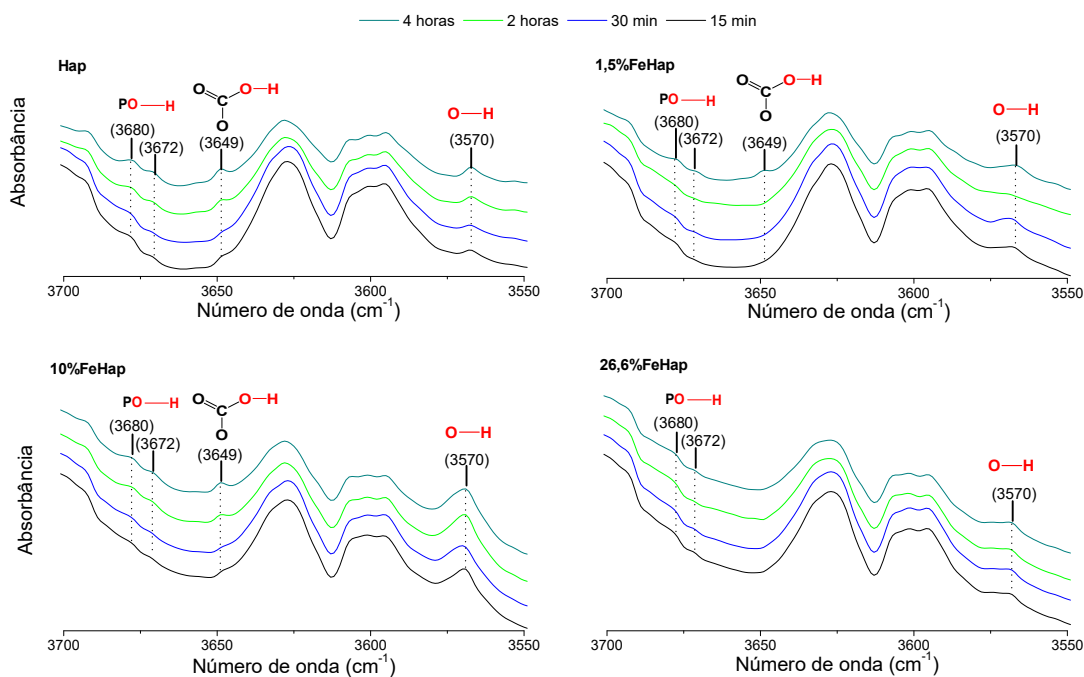 4 horas 2 horas 30 min 15 min
Hap
PO—H
(3680)
(3672)
O C O—H
O
(3649)
O—H
(3570)
Absorbância
3700 3650 3600 3550
Número de onda (cm⁻¹)
1,5%FeHap
PO—H
(3680)
(3672)
O C O—H
O
(3649)
O—H
(3570)
3700 3650 3600 3550
Número de onda (cm⁻¹)
10%FeHap
PO—H
(3680)
(3672)
O C O—H
O
(3649)
O—H
(3570)
Absorbância
3700 3650 3600 3550
Número de onda (cm⁻¹)
26,6%FeHap
PO—H
(3680)
(3672)
O—H
(3570)
3700 3650 3600 3550
Número de onda (cm⁻¹)